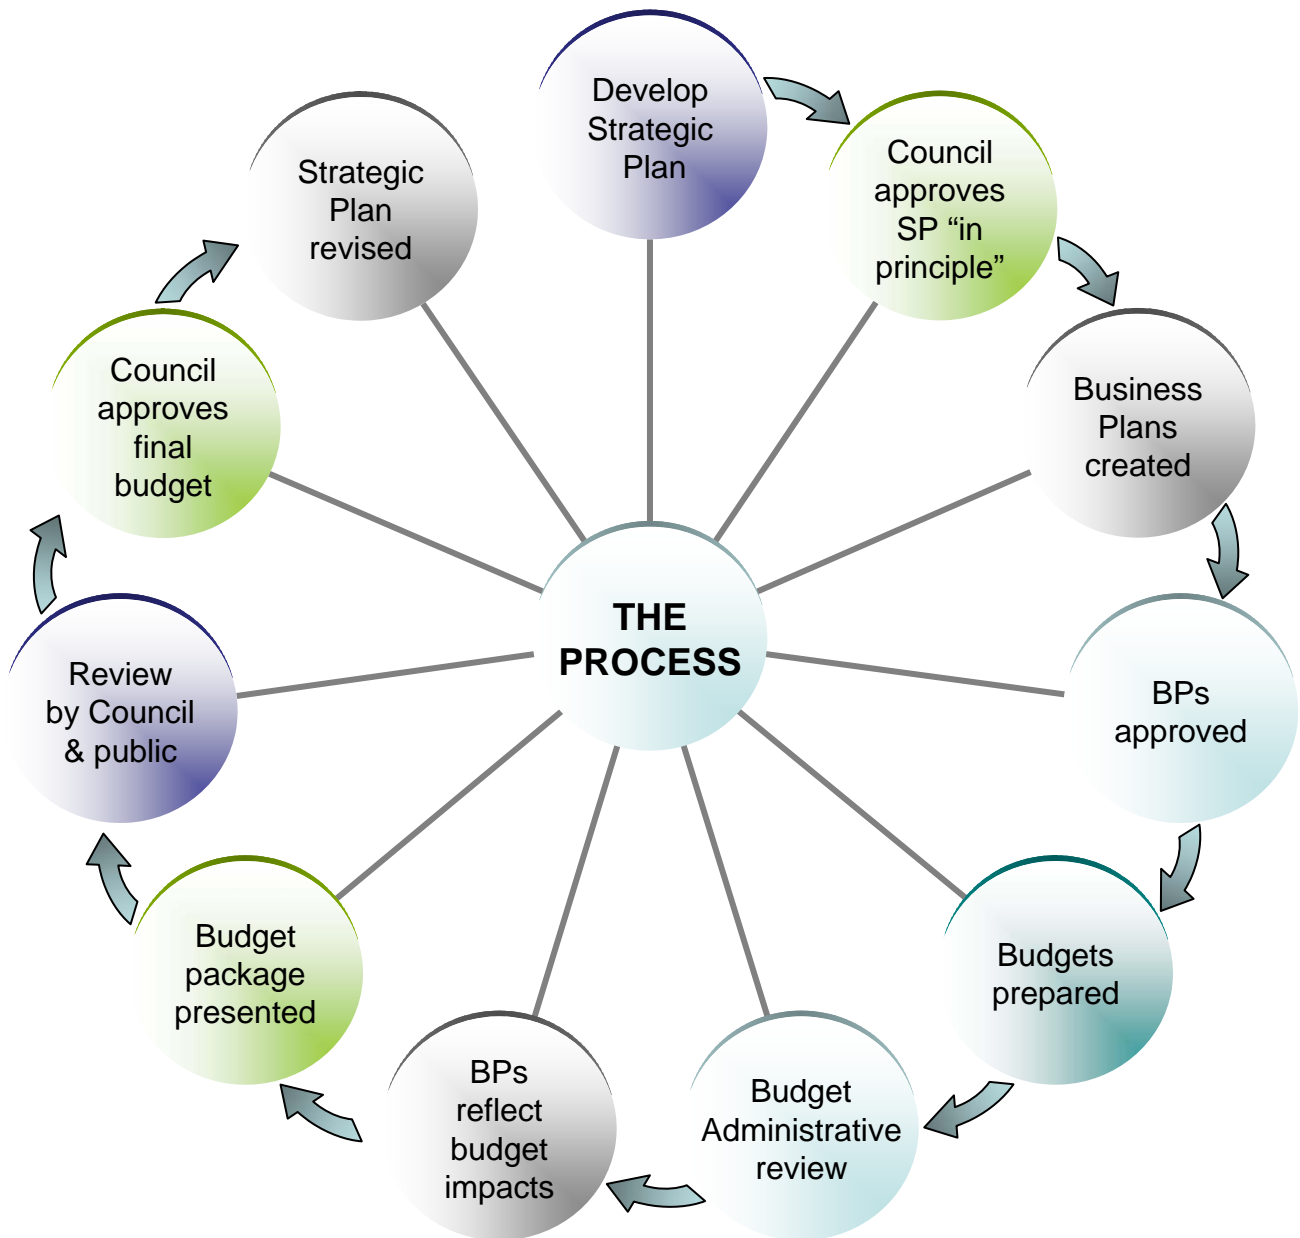 Develop
Strategic
Plan
Council
approves
SP “in
principle”
Business
Plans
created
BPs
approved
Budgets
prepared
Budget
Administrative
review
BPs
reflect
budget
impacts
Budget
package
presented
Review
by Council
& public
Council
approves
final
budget
Strategic
Plan
revised
THE
PROCESS